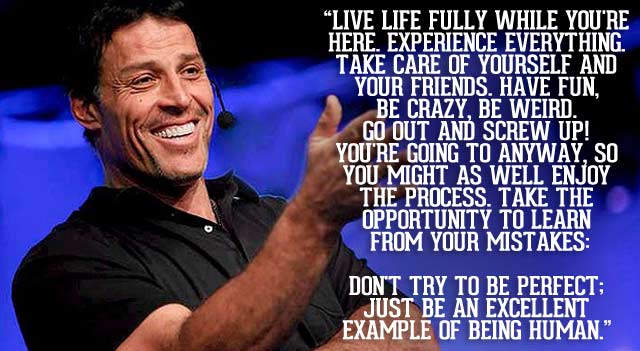 “LIVE LIFE FULLY WHILE YOU'RE
HERE. EXPERIENCE EVERYTHING.
TAKE CARE OF YOURSELF AND
YOUR FRIENDS. HAVE FUN,
BE CRAZY, BE WEIRD.
GO OUT AND SCREW UP!
YOU'RE GOING TO ANYWAY, SO
YOU MIGHT AS WELL ENJOY
THE PROCESS. TAKE THE
OPPORTUNITY TO LEARN
FROM YOUR MISTAKES:
DON'T TRY TO BE PERFECT;
JUST BE AN EXCELLENT
EXAMPLE OF BEING HUMAN.”